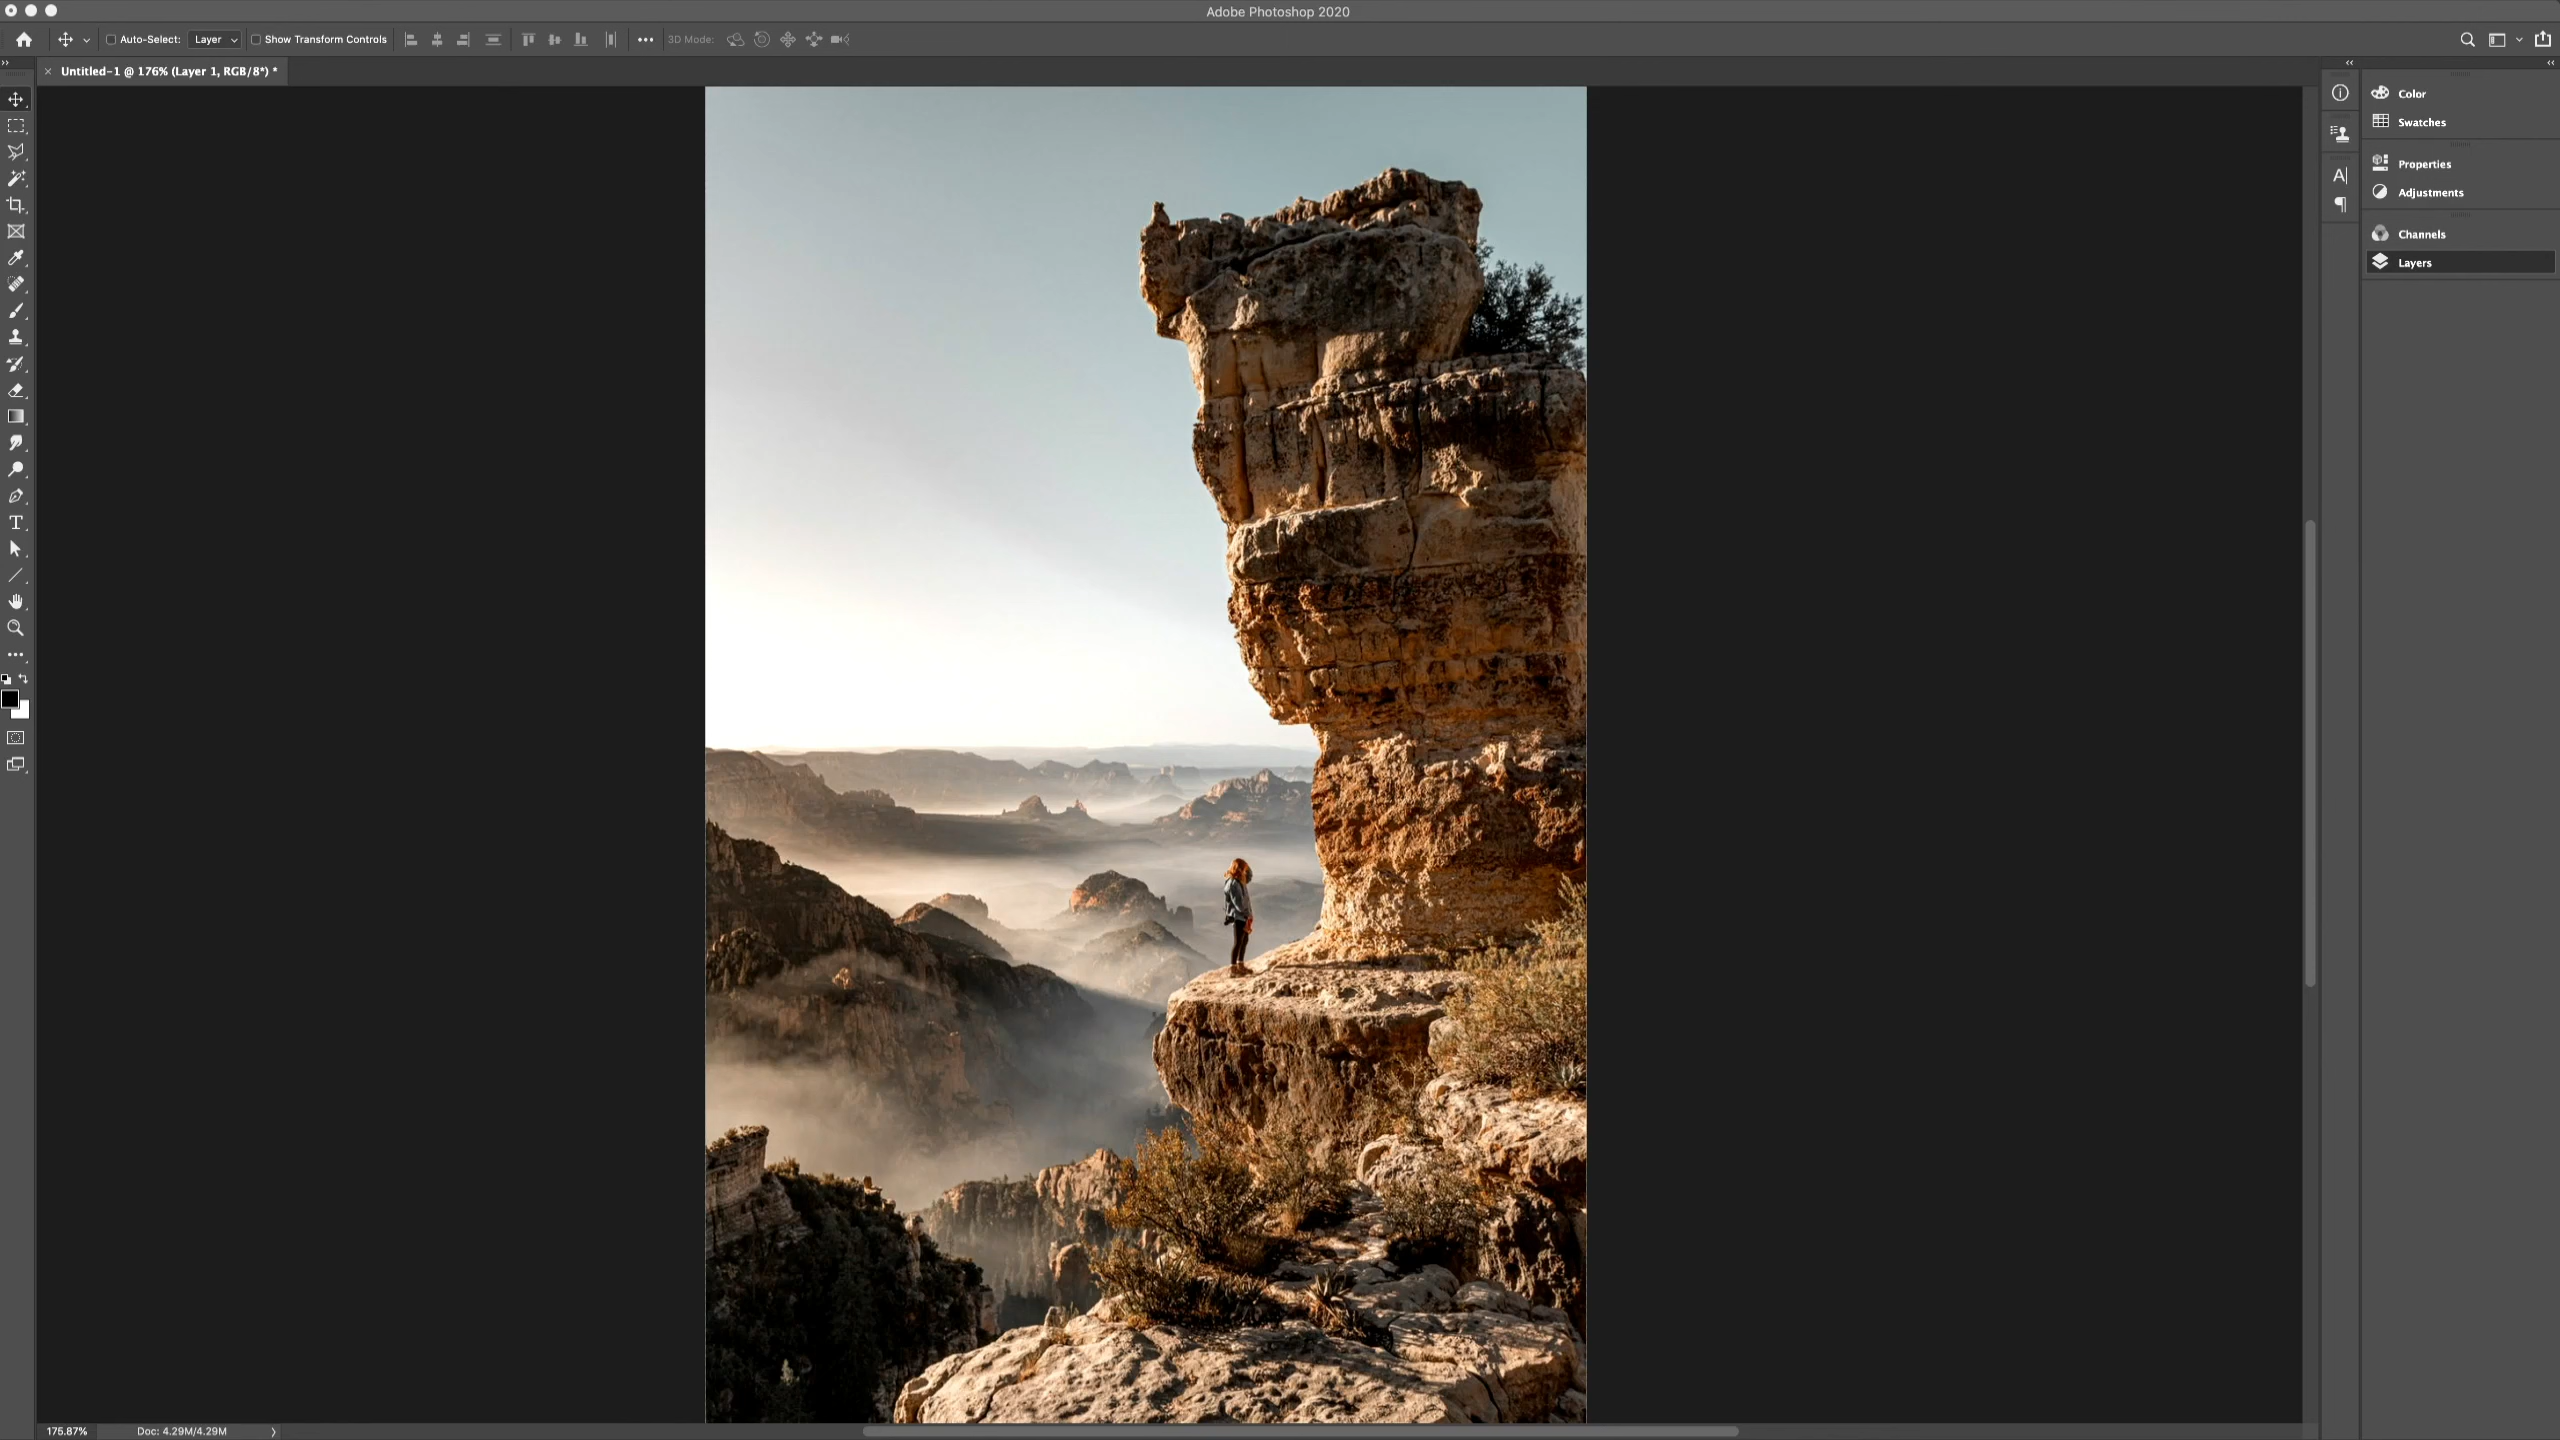 Adobe Photoshop 2020
Auto-Select: Layer Show Transform Controls 3D Mode:
Untitled-1 @ 176% (Layer 1, RGB/8*) *
Color
Swatches
Properties
Adjustments
Channels
Layers
175.87% Doc: 4.29M/4.29M